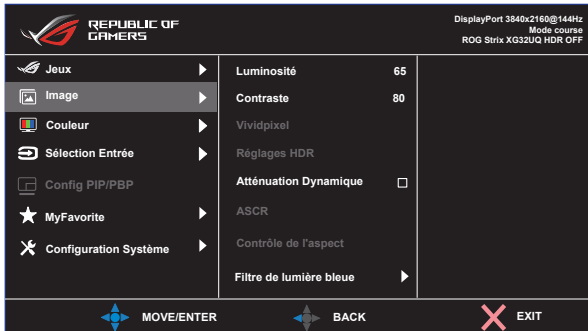 REPUBLIC OF
GAMERS
DisplayPort 3840x2160@144Hz
Mode course
ROG Strix XG32UQ HDR OFF
Jeux
Image
Couleur
Sélection Entrée
Config PIP/PBP
MyFavorite
Configuration Système
Luminosité 65
Contraste 80
Vividpixel
Réglages HDR
Atténuation Dynamique
ASCR
Contrôle de l'aspect
Filtre de lumière bleue
MOVE/ENTER
BACK
EXIT